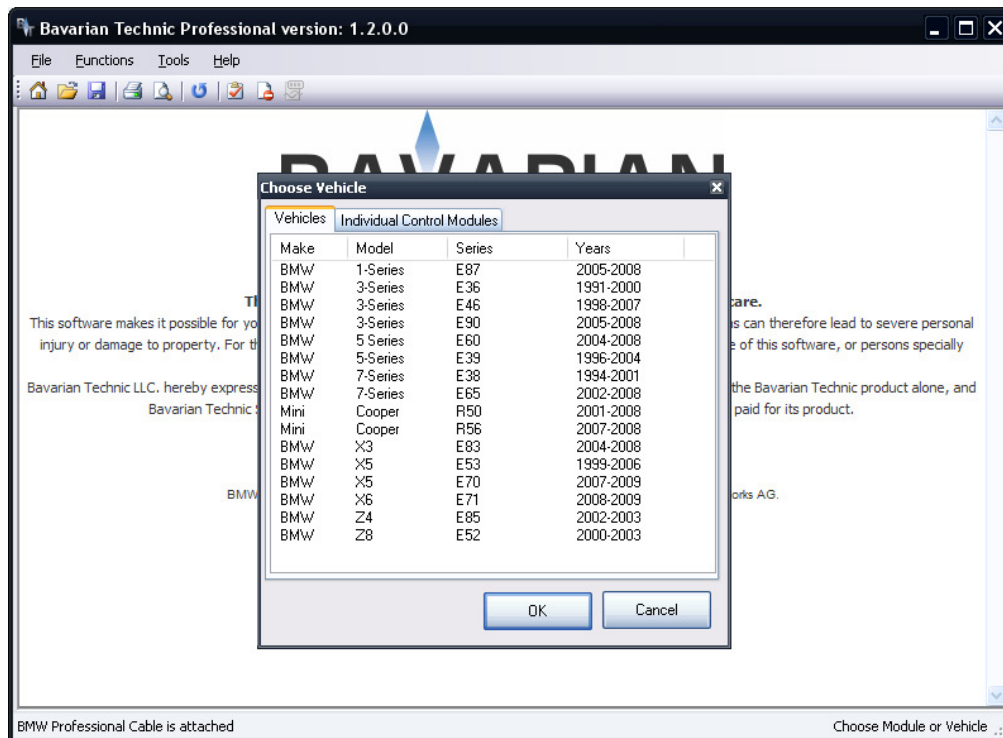 Bavarian Technic Professional version: 1.2.0.0
File Functions Tools Help
BAVARIAN
Choose Vehicle
Vehicles Individual Control Modules
Make Model Series Years
BMW 1-Series E87 2005-2008
BMW 3-Series E36 1991-2000
BMW 3-Series E46 1998-2007
BMW 3-Series E90 2005-2008
BMW 5 Series E60 2004-2008
BMW 5-Series E39 1996-2004
BMW 7-Series E38 1994-2001
BMW 7-Series E65 2002-2008
Mini Cooper R50 2001-2008
Mini Cooper R56 2007-2008
BMW X3 E83 2004-2008
BMW X5 E53 1999-2006
BMW X5 E70 2007-2009
BMW X6 E71 2008-2009
BMW Z4 E85 2002-2003
BMW Z8 E52 2000-2003
OK Cancel
This software makes it possible for is can therefore lead to severe personal
injury or damage to property. For of this software, or persons specially
Bavarian Technic LLC. hereby the Bavarian Technic product alone, and
Bavarian Technic paid for its product.
BMW AG.
BMW Professional Cable is attached Choose Module or Vehicle